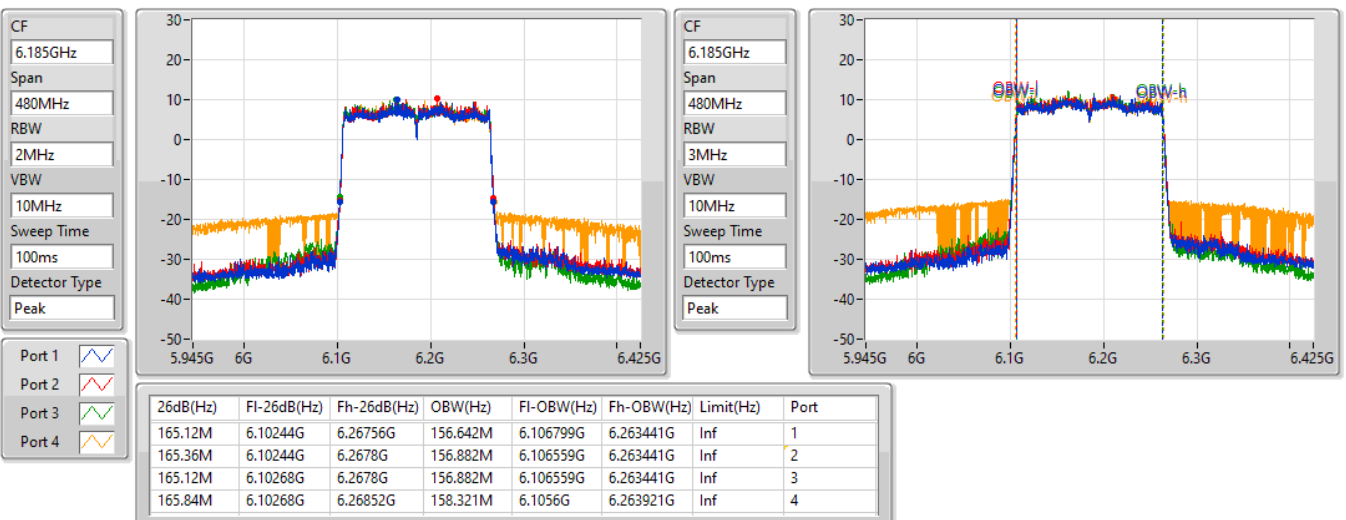 CF
6.185GHz
Span
480MHz
RBW
2MHz
VBW
10MHz
Sweep Time
100ms
Detector Type
Peak
30
20
10
0
-10
-20
-30
-40
-50
5.945G 6G 6.1G 6.2G 6.3G 6.425G
CF
6.185GHz
Span
480MHz
RBW
3MHz
VBW
10MHz
Sweep Time
100ms
Detector Type
Peak
30
20
10
0
-10
-20
-30
-40
-50
OBW-l OBW-h
5.945G 6G 6.1G 6.2G 6.3G 6.425G
Port 1
Port 2
Port 3
Port 4
26dB(Hz) Fl-26dB(Hz) Fh-26dB(Hz) OBW(Hz) Fl-OBW(Hz) Fh-OBW(Hz) Limit(Hz) Port
165.12M 6.10244G 6.26756G 156.642M 6.106799G 6.263441G Inf 1
165.36M 6.10244G 6.2678G 156.882M 6.106559G 6.263441G Inf 2
165.12M 6.10268G 6.2678G 156.882M 6.106559G 6.263441G Inf 3
165.84M 6.10268G 6.26852G 158.321M 6.1056G 6.263921G Inf 4